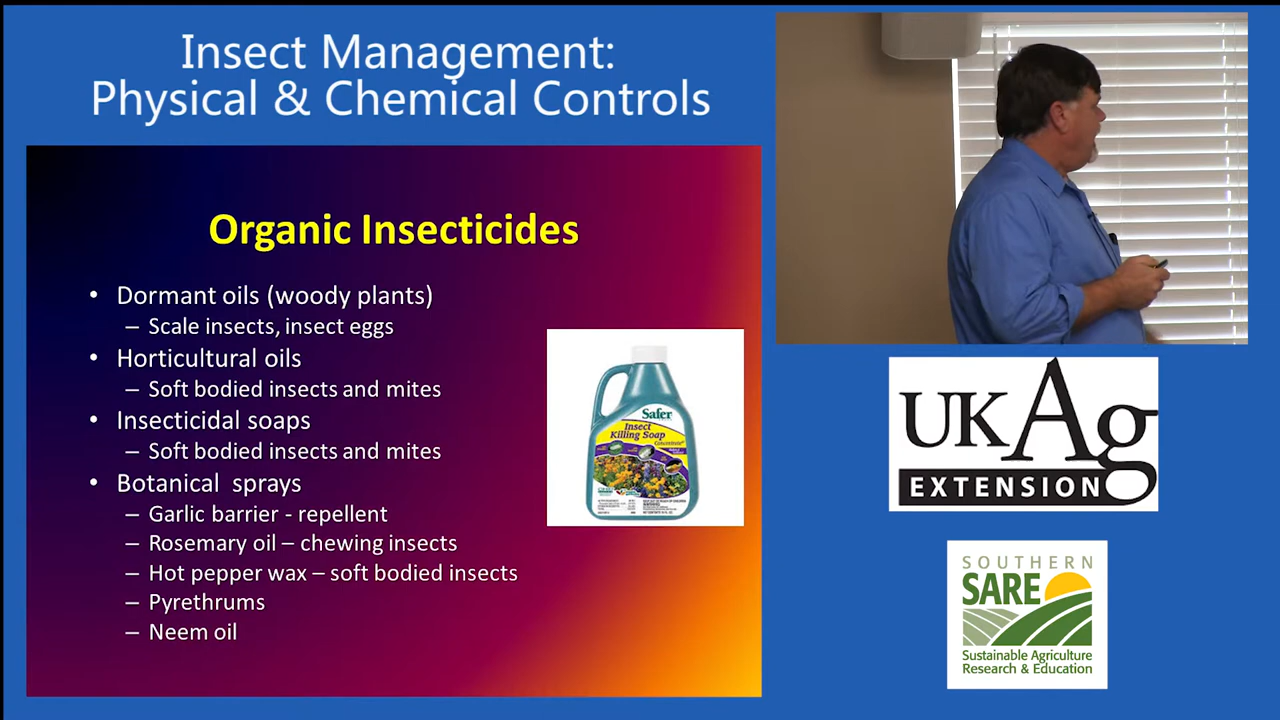 Insect Management:
Physical & Chemical Controls
Organic Insecticides
• Dormant oils (woody plants)
– Scale insects, insect eggs
• Horticultural oils
– Soft bodied insects and mites
• Insecticidal soaps
– Soft bodied insects and mites
• Botanical sprays
– Garlic barrier - repellent
– Rosemary oil – chewing insects
– Hot pepper wax – soft bodied insects
– Pyrethrums
– Neem oil
Safer
Insect
Killing Soap
Concentrate
UKAg
EXTENSION
SOUTHERN
SARE
Sustainable Agriculture
Research & Education